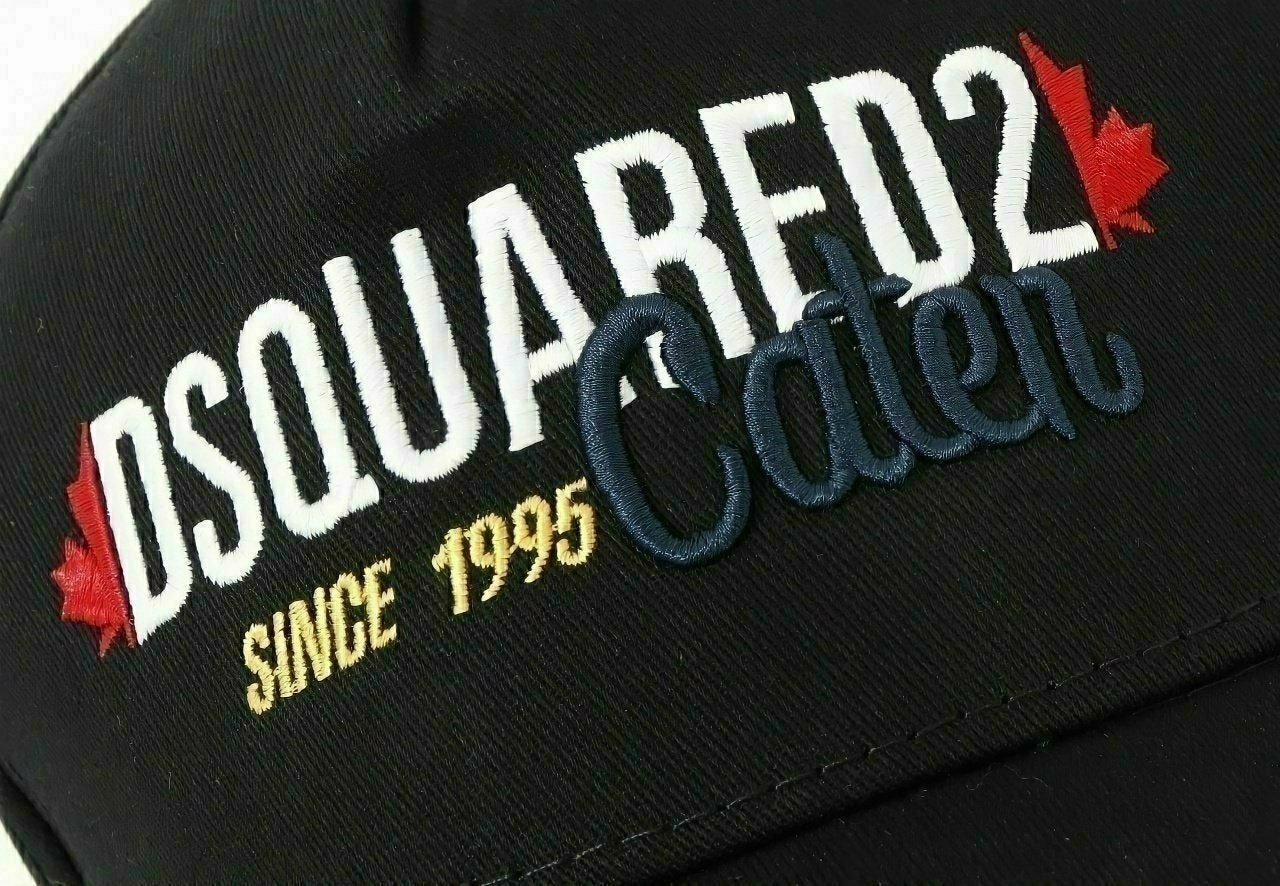 DSQUARED2
Caten
SINCE 1995